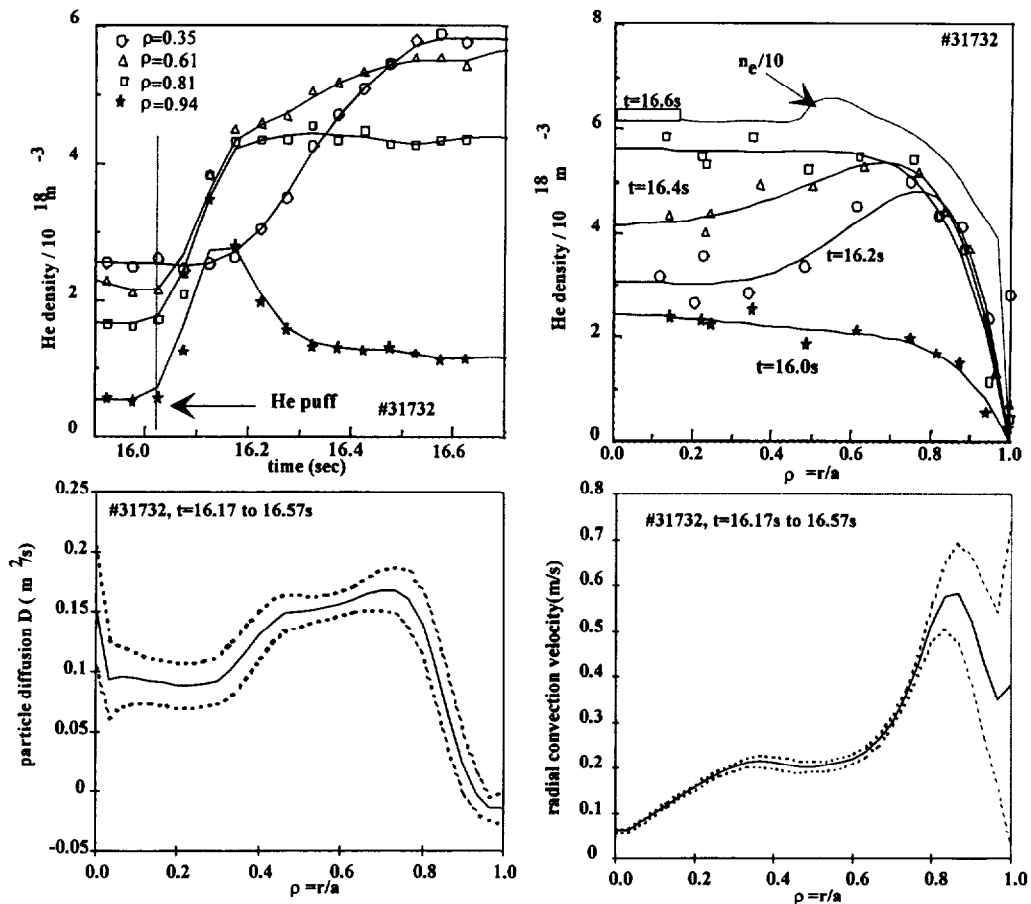 6
4
2
0
He density / 10 18 m -3
ρ=0.35
ρ=0.61
ρ=0.81
ρ=0.94
He puff
#31732
16.0
16.2
16.4
16.6
time (sec)
8
6
4
2
0
He density / 10 18 m -3
#31732
ne/10
t=16.6s
t=16.4s
t=16.2s
t=16.0s
0.0
0.2
0.4
0.6
0.8
1.0
ρ =r/a
0.25
0.2
0.15
0.1
0.05
0
-0.05
particle diffusion D ( m2/s)
#31732, t=16.17 to 16.57s
0.0
0.2
0.4
0.6
0.8
1.0
ρ =r/a
0.8
0.7
0.6
0.5
0.4
0.3
0.2
0.1
0
radial convection velocity(m/s)
#31732, t=16.17s to 16.57s
0.0
0.2
0.4
0.6
0.8
1.0
ρ =r/a